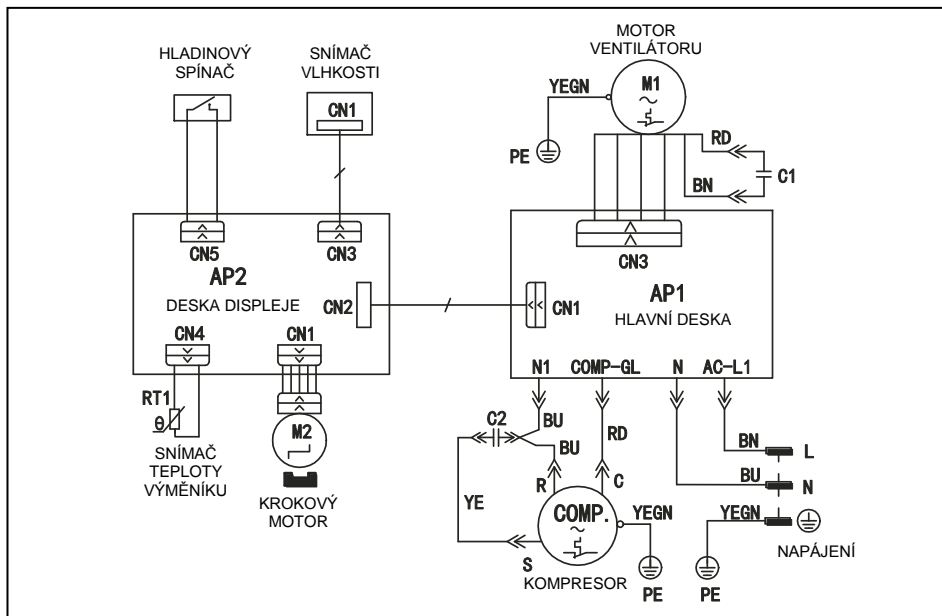 HLADINOVÝ
SPÍNAČ
SNÍMAČ
VLHKOSTI
CN1
MOTOR
VENTILÁTORU
YEGN
M1
PE
RD
BN
C1
CN5
CN3
CN3
AP2
DESKA DISPLEJE
CN2
CN1
AP1
HLAVNÍ DESKA
CN4
CN1
N1
COMP-GL
N
AC-L1
RT1
θ
M2
C2
BU
BU
RD
BN
L
BU
N
SNÍMAČ
TEPLOTY
VÝMĚNÍKU
KROKOVÝ
MOTOR
YE
R
C
COMP.
YEGN
YEGN
S
KOMPRESOR
PE
PE
NAPÁJENÍ